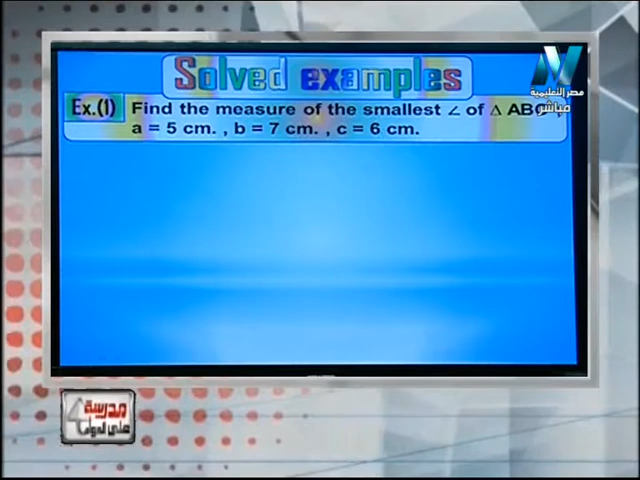 Solved examples
مصر التعليمية
Ex.(1) Find the measure of the smallest ∠ of Δ AB
مباشر
a = 5 cm. , b = 7 cm. , c = 6 cm.
مدرسة
على الهواء